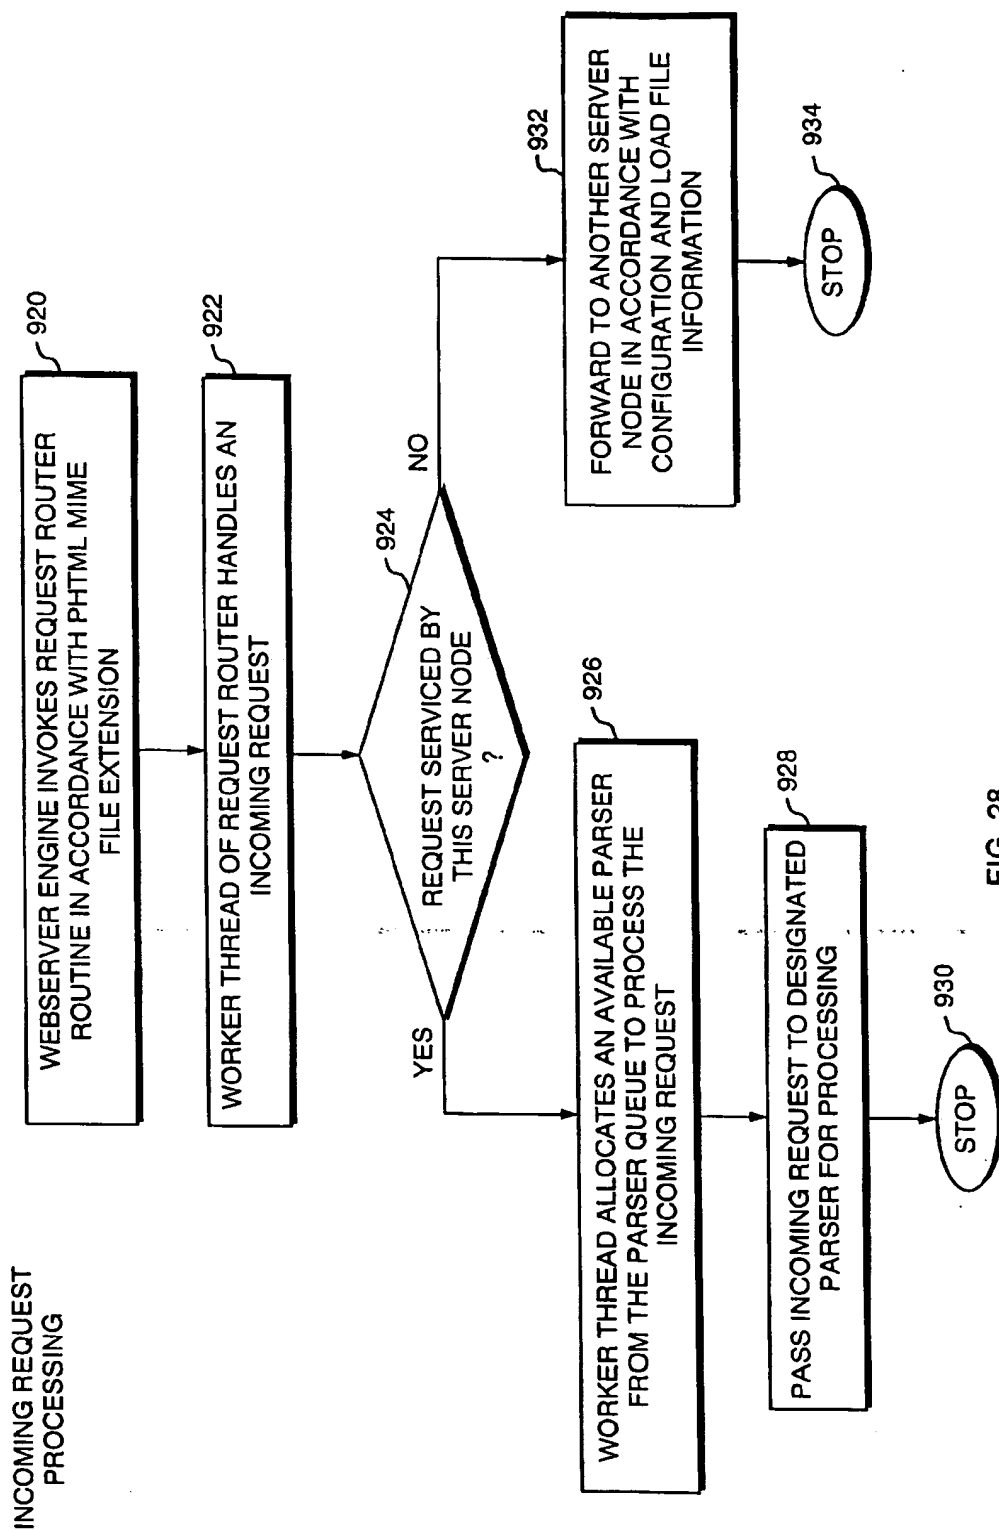 INCOMING REQUEST
PROCESSING
920
WEBSERVER ENGINE INVOKES REQUEST ROUTER
ROUTINE IN ACCORDANCE WITH PHTML MIME
FILE EXTENSION
922
WORKER THREAD OF REQUEST ROUTER HANDLES AN
INCOMING REQUEST
924
REQUEST SERVICED BY
THIS SERVER NODE
?
YES
NO
926
WORKER THREAD ALLOCATES AN AVAILABLE PARSER
FROM THE PARSER QUEUE TO PROCESS THE
INCOMING REQUEST
928
PASS INCOMING REQUEST TO DESIGNATED
PARSER FOR PROCESSING
930
STOP
932
FORWARD TO ANOTHER SERVER
NODE IN ACCORDANCE WITH
CONFIGURATION AND LOAD FILE
INFORMATION
934
STOP
FIG. 28